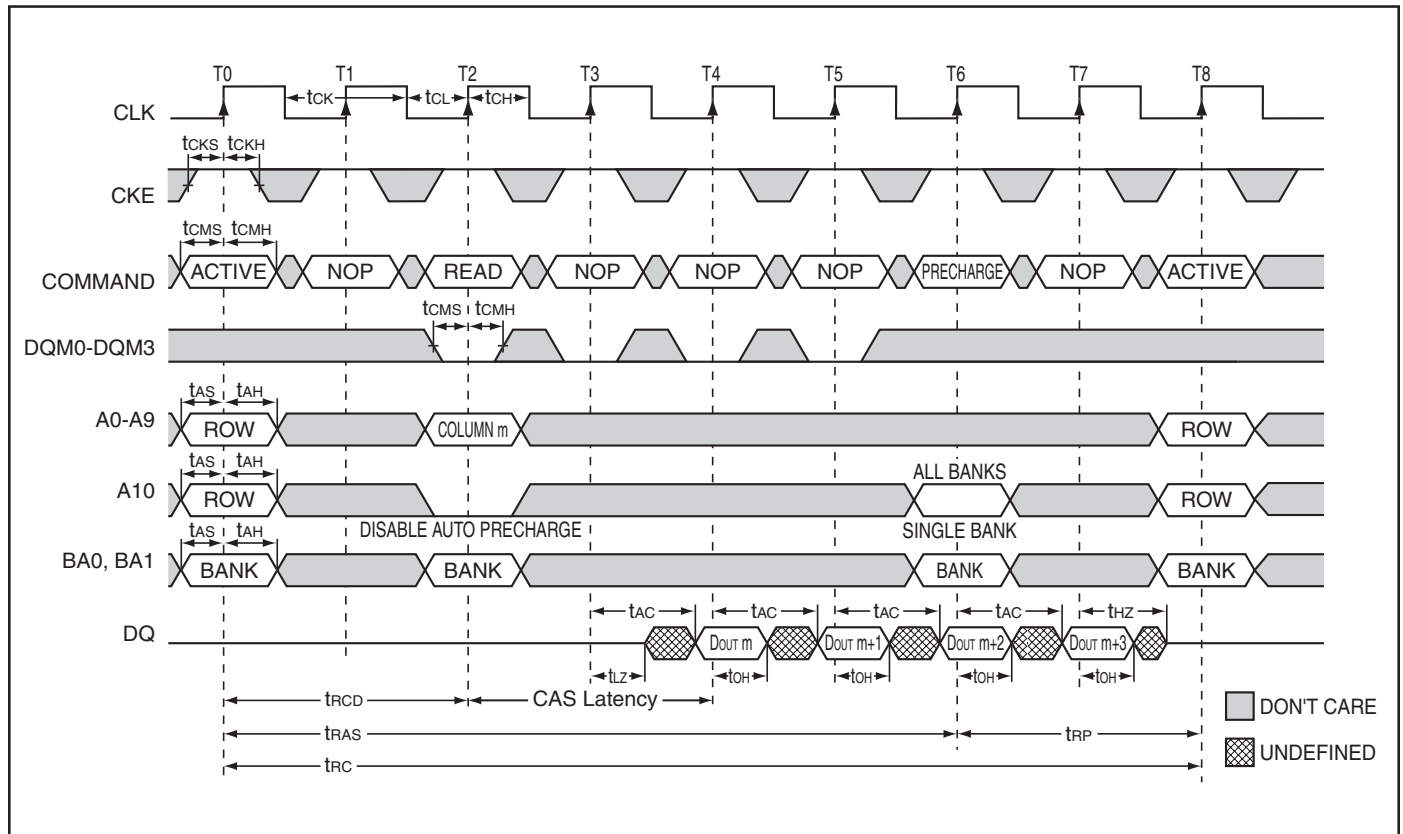 T0 T1 T2 T3 T4 T5 T6 T7 T8
tCK tCL tCH
CLK
tCKS tCKH
CKE
tCMS tCMH
COMMAND ACTIVE NOP READ NOP NOP NOP PRECHARGE NOP ACTIVE
tCMS tCMH
DQM0-DQM3
tAS tAH
A0-A9 ROW COLUMN m ROW
tAS tAH ALL BANKS
A10 ROW ROW
DISABLE AUTO PRECHARGE SINGLE BANK
tAS tAH
BA0, BA1 BANK BANK BANK BANK
tAC tAC tAC tAC tHZ
DQ DOUT m DOUT m+1 DOUT m+2 DOUT m+3
tLZ tOH tOH tOH tOH
tRCD CAS Latency
DON'T CARE
tRAS tRP
UNDEFINED
tRC